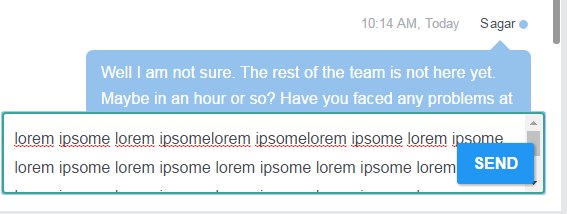 10:14 AM, Today Sagar
Well I am not sure. The rest of the team is not here yet.
Maybe in an hour or so? Have you faced any problems at
lorem ipsome lorem ipsomelorem ipsomelorem ipsome lorem ipsome
lorem ipsome lorem ipsome lorem ipsome lorem ipsome lorem
SEND